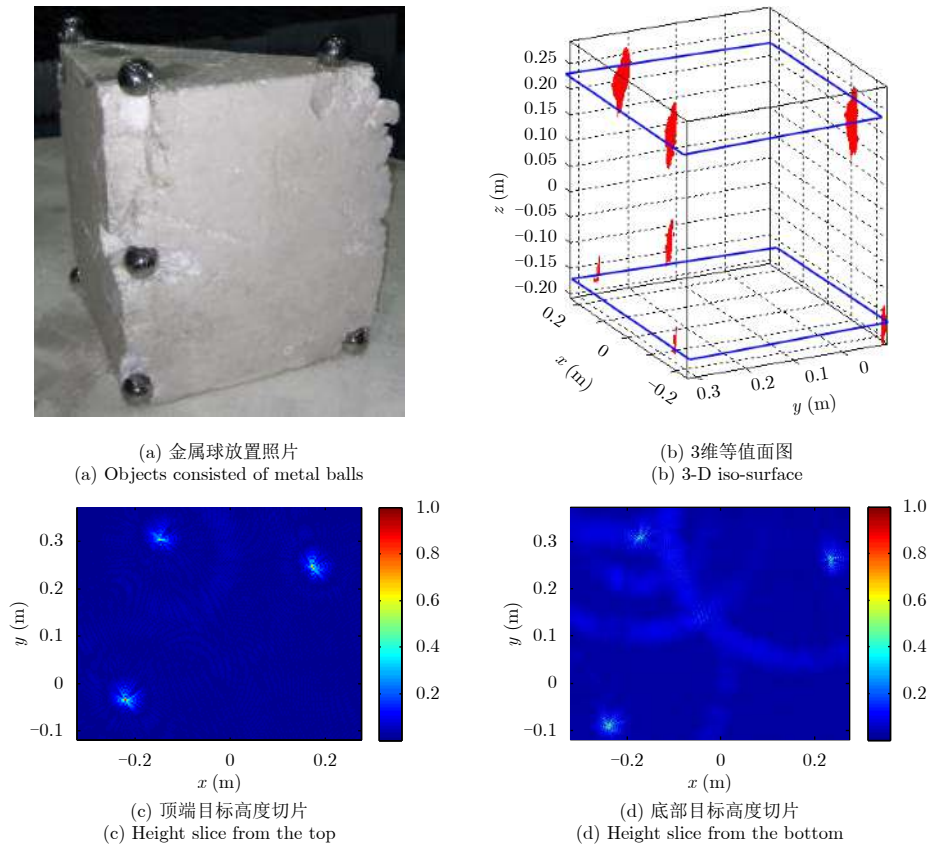 0.25
0.20
0.15
0.10
0.05
0
−0.05
−0.10
−0.15
−0.20
z (m)
0.2
0
−0.2
x (m)
0.3
0.2
0.1
0
y (m)
(a) 金属球放置照片
(a) Objects consisted of metal balls
(b) 3维等值面图
(b) 3-D iso-surface
0.3
0.2
0.1
0
−0.1
y (m)
−0.2
0
0.2
x (m)
1.0
0.8
0.6
0.4
0.2
0.3
0.2
0.1
0
−0.1
y (m)
−0.2
0
0.2
x (m)
1.0
0.8
0.6
0.4
0.2
(c) 顶端目标高度切片
(c) Height slice from the top
(d) 底部目标高度切片
(d) Height slice from the bottom